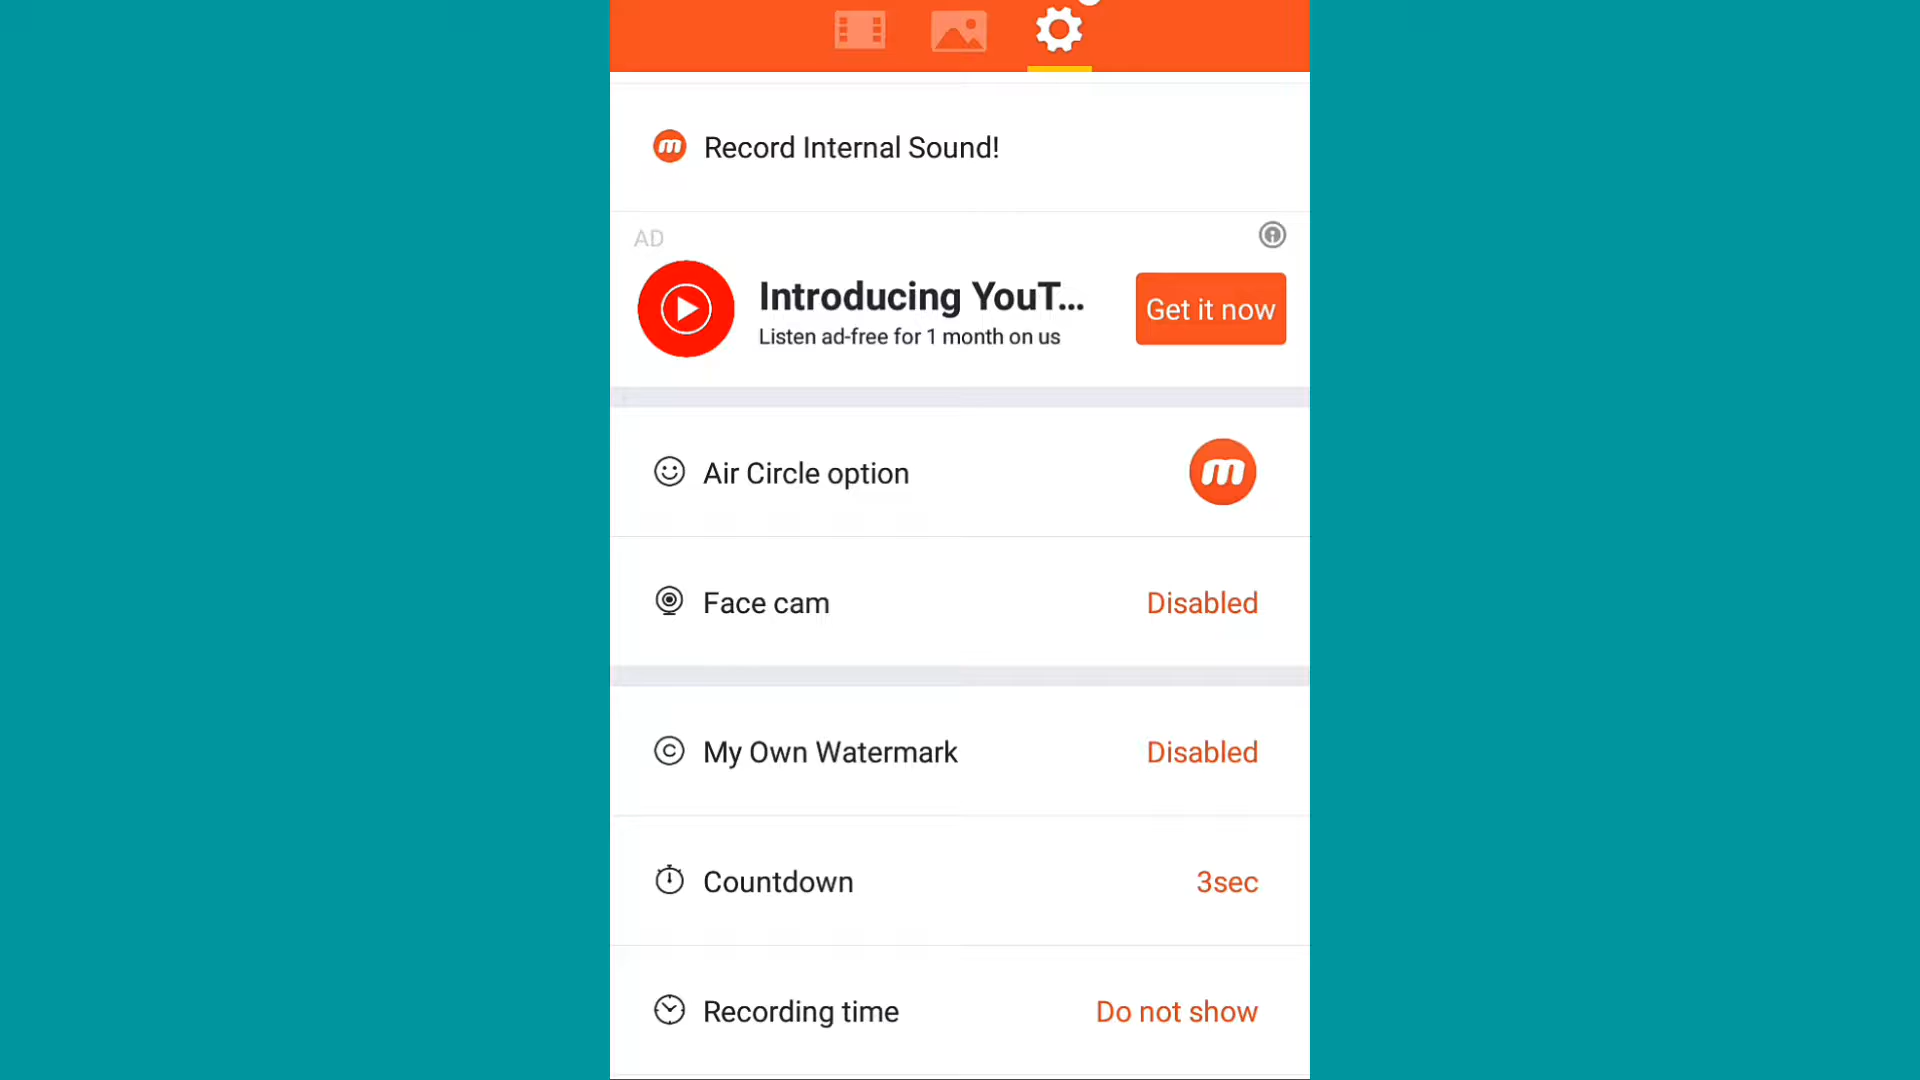 Record Internal Sound!
AD
Introducing YouT...
Listen ad-free for 1 month on us
Get it now
Air Circle option
Face cam
Disabled
My Own Watermark
Disabled
Countdown
3sec
Recording time
Do not show